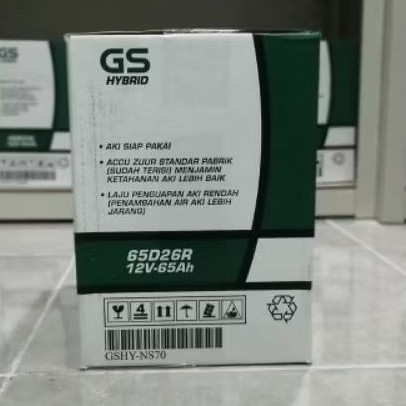 GS
HYBRID
• AKI SIAP PAKAI
• ACCU ZUUR STANDAR PABRIK
(SUDAH TERISI) MENJAMIN
KETAHANAN AKI LEBIH BAIK
• LAJU PENGUAPAN AKI RENDAH
(PENAMBAHAN AIR AKI LEBIH
JARANG)
65D26R
12V-65Ah
4
GSHY-NS70